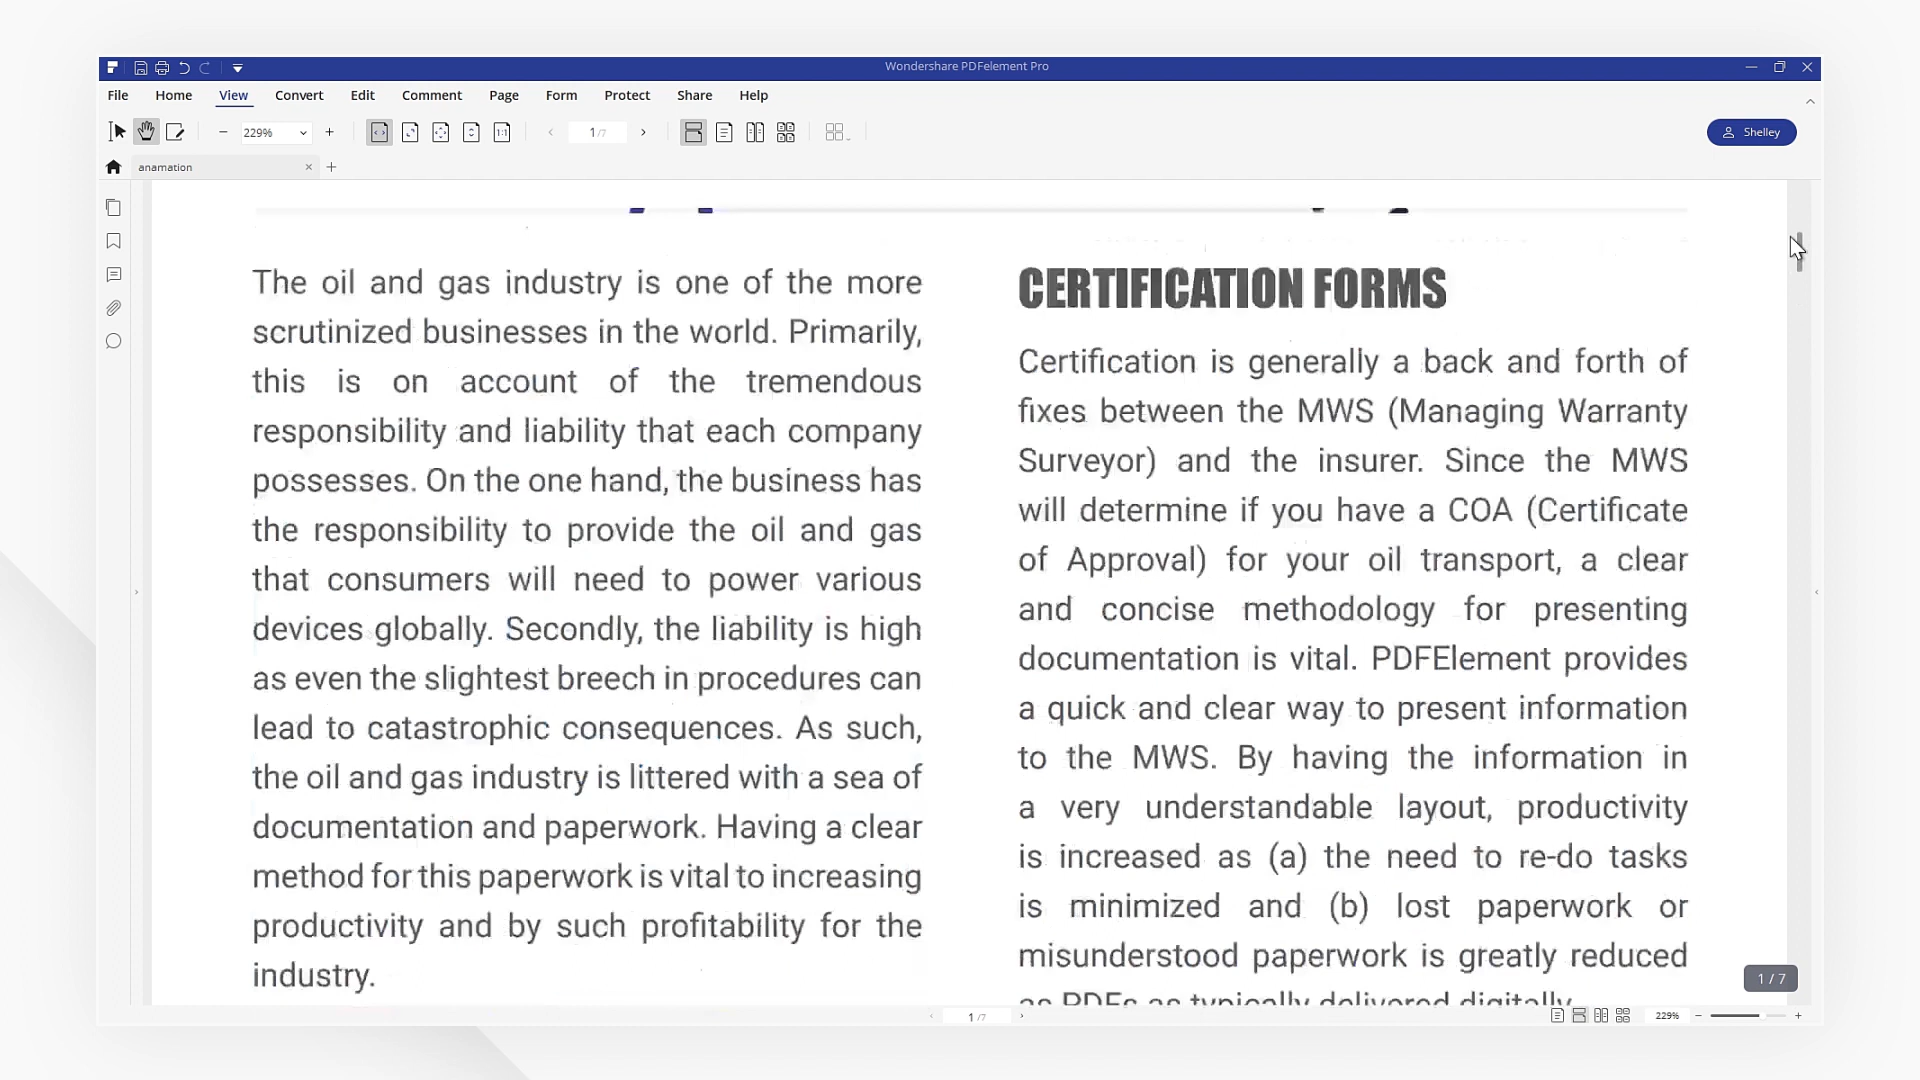 Wondershare PDFelement Pro
File Home View Convert Edit Comment Page Form Protect Share Help
229% 1/7 Shelley
anamation
The oil and gas industry is one of the more
scrutinized businesses in the world. Primarily,
this is on account of the tremendous
responsibility and liability that each company
possesses. On the one hand, the business has
the responsibility to provide the oil and gas
that consumers will need to power various
devices globally. Secondly, the liability is high
as even the slightest breech in procedures can
lead to catastrophic consequences. As such,
the oil and gas industry is littered with a sea of
documentation and paperwork. Having a clear
method for this paperwork is vital to increasing
productivity and by such profitability for the
industry.
CERTIFICATION FORMS
Certification is generally a back and forth of
fixes between the MWS (Managing Warranty
Surveyor) and the insurer. Since the MWS
will determine if you have a COA (Certificate
of Approval) for your oil transport, a clear
and concise methodology for presenting
documentation is vital. PDFElement provides
a quick and clear way to present information
to the MWS. By having the information in
a very understandable layout, productivity
is increased as (a) the need to re-do tasks
is minimized and (b) lost paperwork or
misunderstood paperwork is greatly reduced
as PDFs as typically delivered digitally.
1 / 7
1/7 229%